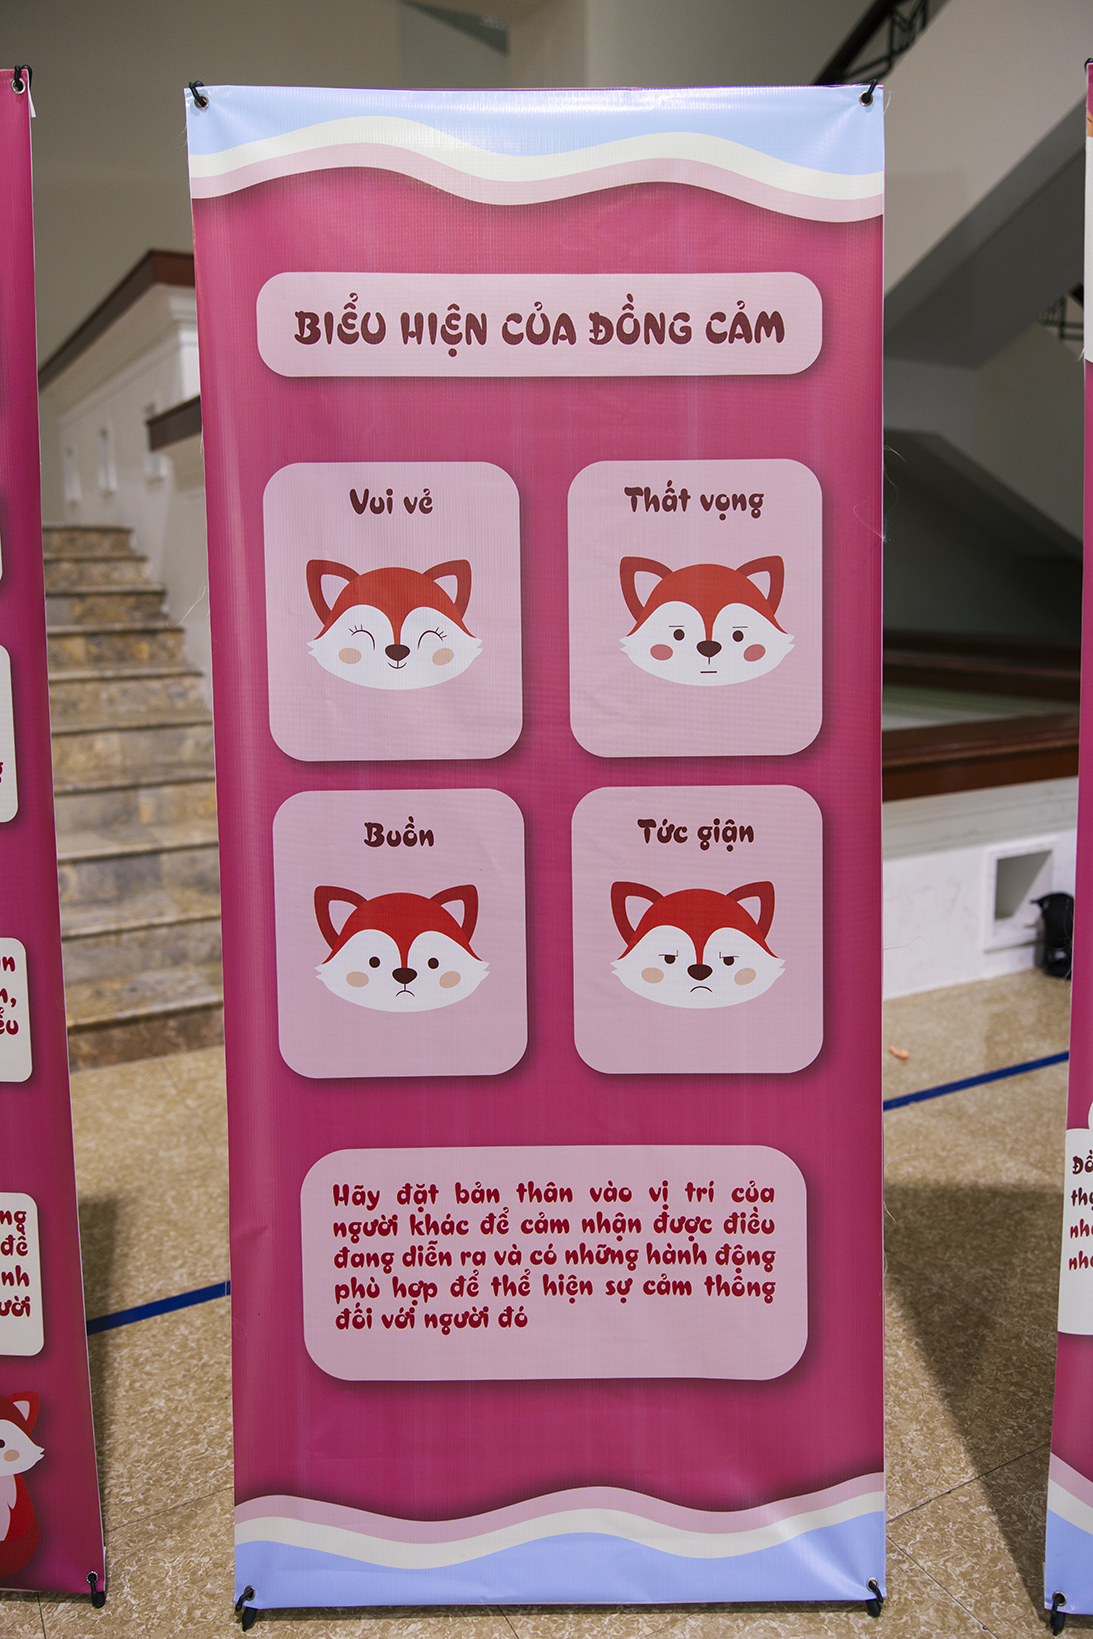 BIỂU HIỆN CỦA ĐỒNG CẢM
Vui vẻ
Thất vọng
Buồn
Tức giận
Hãy đặt bản thân vào vị trí của
người khác để cảm nhận được điều
đang diễn ra và có những hành động
phù hợp để thể hiện sự cảm thông
đối với người đó